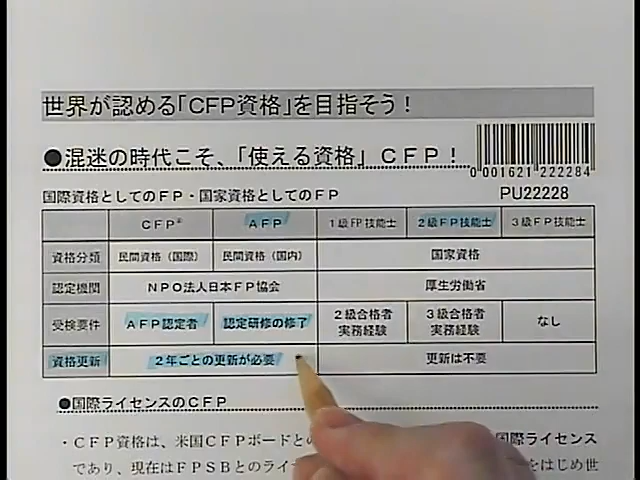 世界が認める「CFP資格」を目指そう！
●混迷の時代こそ、「使える資格」ＣＦＰ！
0 001621 222284
国際資格としてのＦＰ・国家資格としてのＦＰ
PU22228
ＣＦＰ® ＡＦＰ １級FP技能士 ２級ＦＰ技能士 ３級ＦＰ技能士
資格分類 民間資格（国際） 民間資格（国内） 国家資格
認定機関 ＮＰＯ法人日本ＦＰ協会 厚生労働省
受検要件 ＡＦＰ認定者 認定研修の修了 ２級合格者 実務経験 ３級合格者 実務経験 なし
資格更新 ２年ごとの更新が必要 更新は不要
●国際ライセンスのＣＦＰ
・ＣＦＰ資格は、米国ＣＦＰボードと 国際ライセンス
であり、現在はＦＰＳＢとのライ をはじめ世